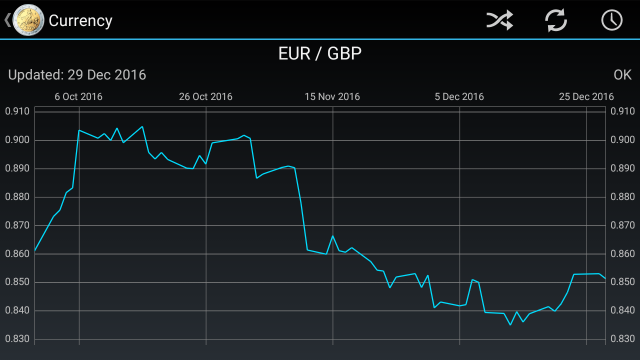 Currency
EUR / GBP
Updated: 29 Dec 2016 OK
6 Oct 2016 26 Oct 2016 15 Nov 2016 5 Dec 2016 25 Dec 2016
0.910 0.910
0.900 0.900
0.890 0.890
0.880 0.880
0.870 0.870
0.860 0.860
0.850 0.850
0.840 0.840
0.830 0.830